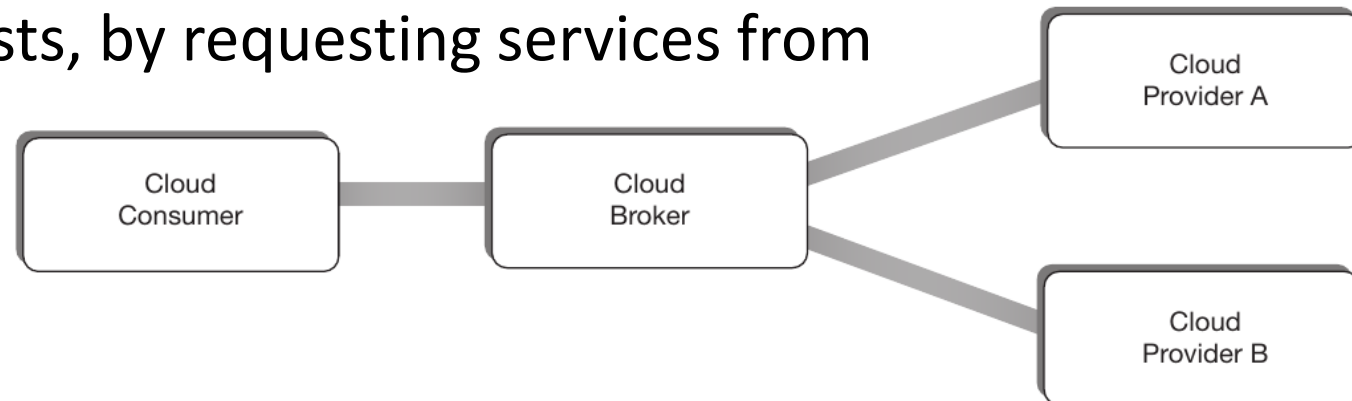 sts, by requesting services from
Cloud
Provider A
Cloud
Consumer
Cloud
Broker
Cloud
Provider B